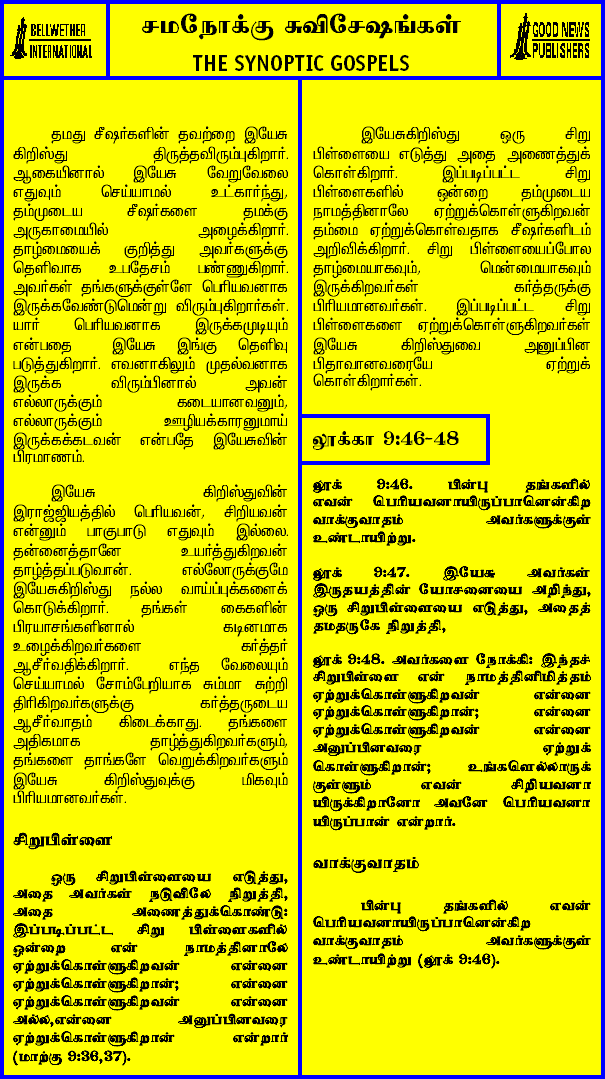 BELLWETHER
INTERNATIONAL
சமநோக்கு சுவிசேஷங்கள்
THE SYNOPTIC GOSPELS
GOOD NEWS
PUBLISHERS
தமது சீஷர்களின் தவற்றை இயேசு
கிறிஸ்து திருத்தவிரும்புகிறார்.
ஆகையினால் இயேசு வேறுவேலை
எதுவும் செய்யாமல் உட்கார்ந்து,
தம்முடைய சீஷர்களை தமக்கு
அருகாமையில் அழைக்கிறார்.
தாழ்மையைக் குறித்து அவர்களுக்கு
தெளிவாக உபதேசம் பண்ணுகிறார்.
அவர்கள் தங்களுக்குள்ளே பெரியவனாக
இருக்கவேண்டுமென்று விரும்புகிறார்கள்.
யார் பெரியவனாக இருக்கமுடியும்
என்பதை இயேசு இங்கு தெளிவு
படுத்துகிறார். எவனாகிலும் முதல்வனாக
இருக்க விரும்பினால் அவன்
எல்லாருக்கும் கடையானவனும்,
எல்லாருக்கும் ஊழியக்காரனுமாய்
இருக்கக்கடவன் என்பதே இயேசுவின்
பிரமாணம்.
இயேசு கிறிஸ்துவின்
இராஜ்ஜியத்தில் பெரியவன், சிறியவன்
என்னும் பாகுபாடு எதுவும் இல்லை.
தன்னைத்தானே உயர்த்துகிறவன்
தாழ்த்தப்படுவான். எல்லோருக்குமே
இயேசுகிறிஸ்து நல்ல வாய்ப்புக்களைக்
கொடுக்கிறார். தங்கள் கைகளின்
பிரயாசங்களினால் கடினமாக
உழைக்கிறவர்களை கர்த்தர்
ஆசீர்வதிக்கிறார். எந்த வேலையும்
செய்யாமல் சோம்பேறியாக சும்மா சுற்றி
திரிகிறவர்களுக்கு கர்த்தருடைய
ஆசீர்வாதம் கிடைக்காது. தங்களை
அதிகமாக தாழ்த்துகிறவர்களும்,
தங்களை தாங்களே வெறுக்கிறவர்களும்
இயேசு கிறிஸ்துவுக்கு மிகவும்
பிரியமானவர்கள்.
சிறுபிள்ளை
ஒரு சிறுபிள்ளையை எடுத்து,
அதை அவர்கள் நடுவிலே நிறுத்தி,
அதை அணைத்துக்கொண்டு:
இப்படிப்பட்ட சிறு பிள்ளைகளில்
ஒன்றை என் நாமத்தினாலே
ஏற்றுக்கொள்ளுகிறவன் என்னை
ஏற்றுக்கொள்ளுகிறான்; என்னை
ஏற்றுக்கொள்ளுகிறவன் என்னை
அல்ல,என்னை அனுப்பினவரை
ஏற்றுக்கொள்ளுகிறான் என்றார்
(மாற்கு 9:36,37).
இயேசுகிறிஸ்து ஒரு சிறு
பிள்ளையை எடுத்து அதை அணைத்துக்
கொள்கிறார். இப்படிப்பட்ட சிறு
பிள்ளைகளில் ஒன்றை தம்முடைய
நாமத்தினாலே ஏற்றுக்கொள்ளுகிறவன்
தம்மை ஏற்றுக்கொள்வதாக சீஷர்களிடம்
அறிவிக்கிறார். சிறு பிள்ளையைப்போல
தாழ்மையாகவும், மென்மையாகவும்
இருக்கிறவர்கள் கர்த்தருக்கு
பிரியமானவர்கள். இப்படிப்பட்ட சிறு
பிள்ளைகளை ஏற்றுக்கொள்ளுகிறவர்கள்
இயேசு கிறிஸ்துவை அனுப்பின
பிதாவானவரையே ஏற்றுக்
கொள்கிறார்கள்.
லூக்கா 9:46-48
லூக் 9:46. பின்பு தங்களில்
எவன் பெரியவனாயிருப்பானென்கிற
வாக்குவாதம் அவர்களுக்குள்
உண்டாயிற்று.
லூக் 9:47. இயேசு அவர்கள்
இருதயத்தின் யோசனையை அறிந்து,
ஒரு சிறுபிள்ளையை எடுத்து, அதைத்
தமதருகே நிறுத்தி,
லூக் 9:48. அவர்களை நோக்கி: இந்தச்
சிறுபிள்ளை என் நாமத்தினிமித்தம்
ஏற்றுக்கொள்ளுகிறவன் என்னை
ஏற்றுக்கொள்ளுகிறான்; என்னை
ஏற்றுக்கொள்ளுகிறவன் என்னை
அனுப்பினவரை ஏற்றுக்
கொள்ளுகிறான்; உங்களெல்லாருக்
குள்ளும் எவன் சிறியவனா
யிருக்கிறானோ அவனே பெரியவனா
யிருப்பான் என்றார்.
வாக்குவாதம்
பின்பு தங்களில் எவன்
பெரியவனாயிருப்பானென்கிற
வாக்குவாதம் அவர்களுக்குள்
உண்டாயிற்று (லூக் 9:46).